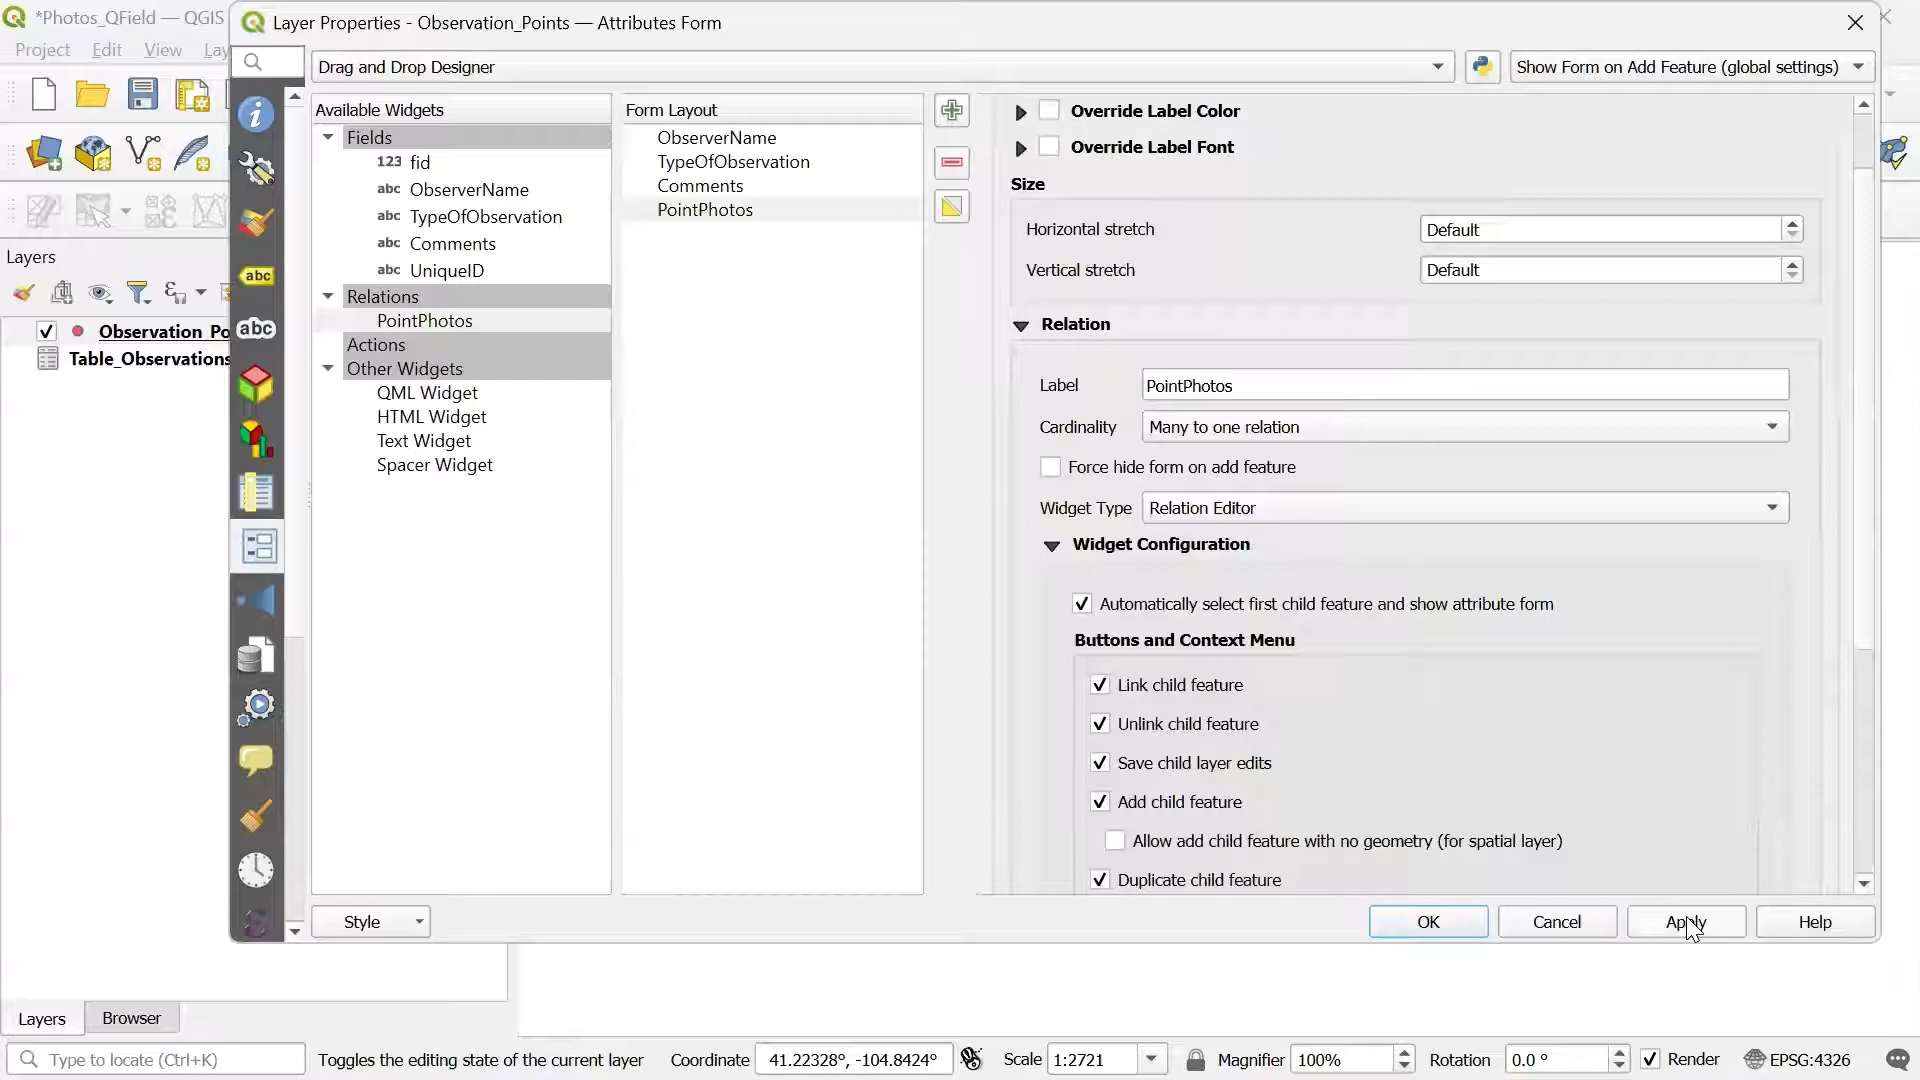 *Photos_QField — QGIS
Layer Properties - Observation_Points — Attributes Form
Project Edit View Lay
Drag and Drop Designer
Show Form on Add Feature (global settings)
Available Widgets
Fields
123 fid
abc ObserverName
abc TypeOfObservation
abc Comments
abc UniqueID
Relations
PointPhotos
Actions
Other Widgets
QML Widget
HTML Widget
Text Widget
Spacer Widget
Form Layout
ObserverName
TypeOfObservation
Comments
PointPhotos
Override Label Color
Override Label Font
Size
Horizontal stretch Default
Vertical stretch Default
Relation
Label PointPhotos
Cardinality Many to one relation
Force hide form on add feature
Widget Type Relation Editor
Widget Configuration
Automatically select first child feature and show attribute form
Buttons and Context Menu
Link child feature
Unlink child feature
Save child layer edits
Add child feature
Allow add child feature with no geometry (for spatial layer)
Duplicate child feature
Layers
Observation_Po
Table_Observations
abc
abc
Style
OK Cancel Apply Help
Layers Browser
Type to locate (Ctrl+K) Toggles the editing state of the current layer Coordinate 41.22328°, -104.8424° Scale 1:2721 Magnifier 100% Rotation 0.0 ° Render EPSG:4326